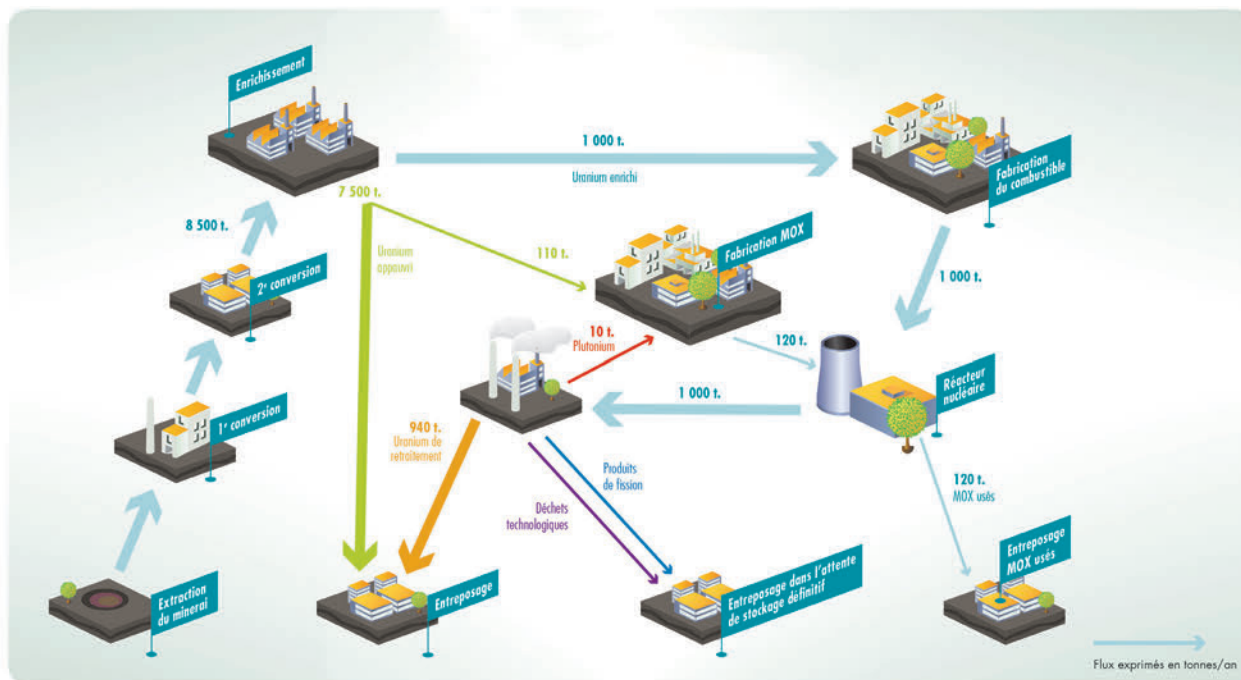 Enrichissement
1 000 t.
Uranium enrichi
Fabrication
du combustible
7 500 t.
8 500 t.
Uranium
appauvri
110 t.
Fabrication MOX
2e conversion
1 000 t.
10 t.
Plutonium
120 t.
Réacteur
nucléaire
1 000 t.
1e conversion
940 t.
Uranium de
retraitement
Produits
de fission
Déchets
technologiques
120 t.
MOX usés
Extraction
du minerai
Entreposage
Entreposage dans l'attente
de stockage définitif
Entreposage
MOX usés
Flux exprimés en tonnes/an